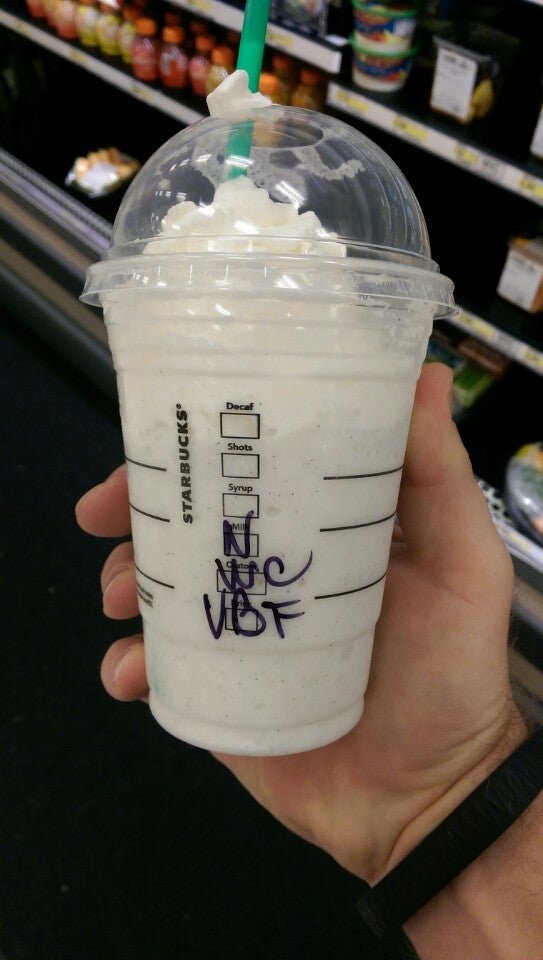 STARBUCKS®
Decaf
Shots
Syrup
Milk
N
Custom
WC
VBF